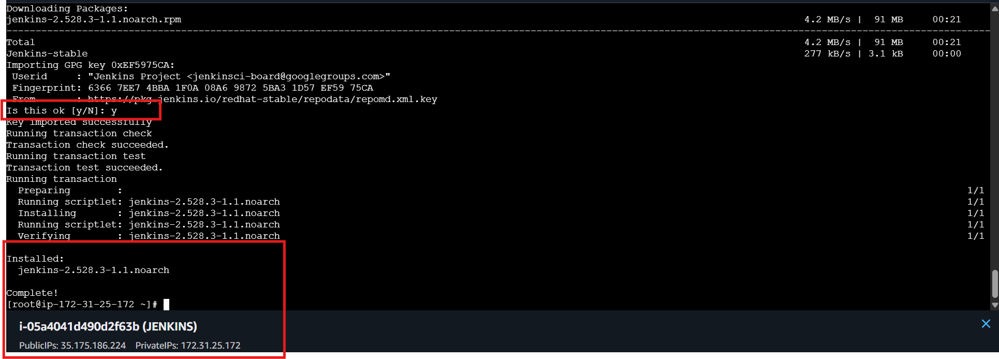 Downloading Packages:
jenkins-2.528.3-1.1.noarch.rpm 4.2 MB/s | 91 MB 00:21
--------------------------------------------------------------------------------
Total 4.2 MB/s | 91 MB 00:21
Jenkins-stable 277 kB/s | 3.1 kB 00:00
Importing GPG key 0xEF5975CA:
Userid : "Jenkins Project <jenkinsci-board@googlegroups.com>"
Fingerprint: 6366 7EE7 4BBA 1F0A 08A6 9872 5BA3 1D57 EF59 75CA
From : https://pkg.jenkins.io/redhat-stable/repodata/repomd.xml.key
Is this ok [y/N]: y
Key imported successfully
Running transaction check
Transaction check succeeded.
Running transaction test
Transaction test succeeded.
Running transaction
Preparing : 1/1
Running scriptlet: jenkins-2.528.3-1.1.noarch 1/1
Installing : jenkins-2.528.3-1.1.noarch 1/1
Running scriptlet: jenkins-2.528.3-1.1.noarch 1/1
Verifying : jenkins-2.528.3-1.1.noarch 1/1
Installed:
jenkins-2.528.3-1.1.noarch
Complete!
[root@ip-172-31-25-172 ~]#
i-05a4041d490d2f63b (JENKINS)
PublicIPs: 35.175.186.224 PrivateIPs: 172.31.25.172